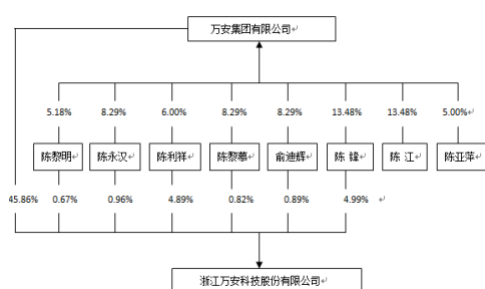 万安集团有限公司
5.18% 8.29% 6.00% 8.29% 8.29% 13.48% 13.48% 5.00%
陈黎明 陈永汉 陈利祥 陈黎慕 俞迪辉 陈 锋 陈 江 陈亚萍
45.86% 0.67% 0.96% 4.89% 0.82% 0.89% 4.99%
浙江万安科技股份有限公司